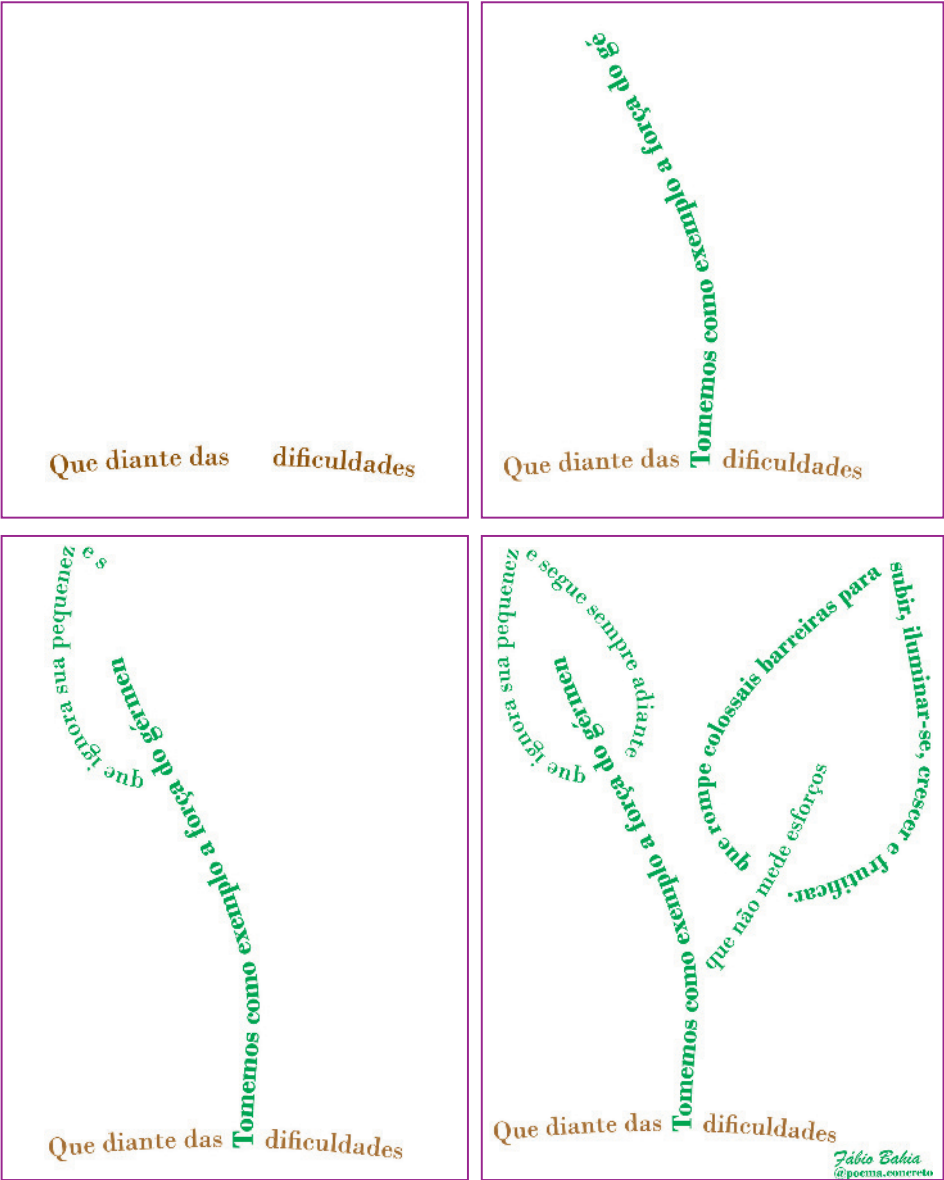 Que diante das dificuldades
Que diante das dificuldades
Tomemos como exemplo a força do gé
Que diante das dificuldades
Tomemos como exemplo a força do gérmen
que ignora sua pequenez
e s
Que diante das dificuldades
Tomemos como exemplo a força do gérmen
que ignora sua pequenez
e segue sempre adiante
que não mede esforços
que rompe colossais barreiras para
subir, iluminar-se, crescer e frutificar.
Fábio Bahia
@poema.concreto